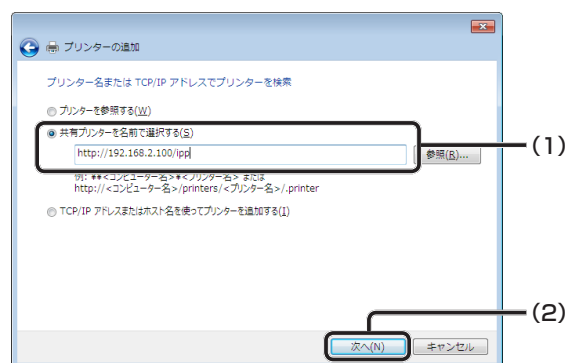 プリンターの追加
プリンター名または TCP/IP アドレスでプリンターを検索
プリンターを参照する(W)
共有プリンターを名前で選択する(S)
http://192.168.2.100/ipp
参照(R)...
(1)
例: ¥¥<コンピューター名>¥<プリンター名> または
http://<コンピューター名>/printers/<プリンター名>/.printer
TCP/IP アドレスまたはホスト名を使ってプリンターを追加する(I)
(2)
次へ(N)
キャンセル